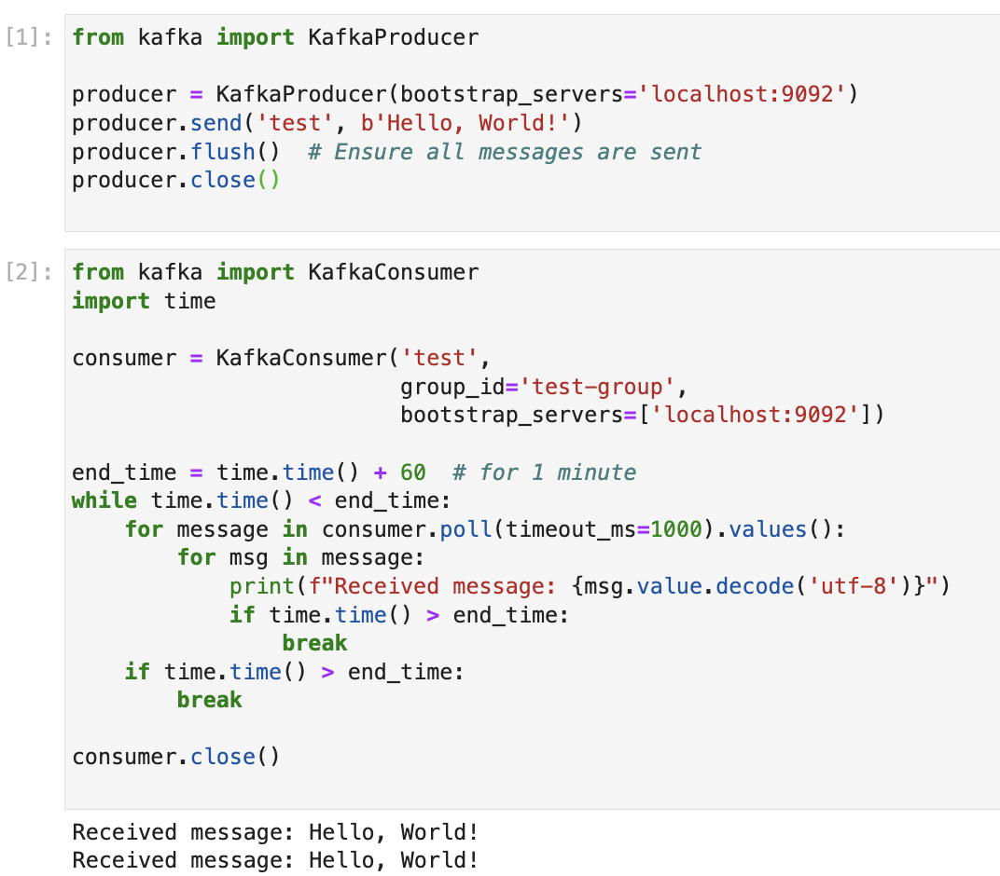 [1]: from kafka import KafkaProducer

producer = KafkaProducer(bootstrap_servers='localhost:9092')
producer.send('test', b'Hello, World!')
producer.flush()  # Ensure all messages are sent
producer.close()

[2]: from kafka import KafkaConsumer
import time

consumer = KafkaConsumer('test',
                         group_id='test-group',
                         bootstrap_servers=['localhost:9092'])

end_time = time.time() + 60  # for 1 minute
while time.time() < end_time:
    for message in consumer.poll(timeout_ms=1000).values():
        for msg in message:
            print(f"Received message: {msg.value.decode('utf-8')}")
            if time.time() > end_time:
                break
    if time.time() > end_time:
        break

consumer.close()

Received message: Hello, World!
Received message: Hello, World!